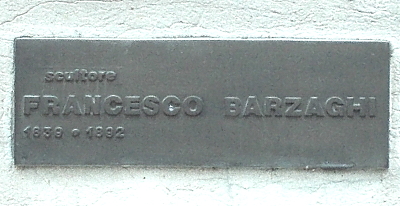 scultore
FRANCESCO BARZAGHI
1839 • 1892